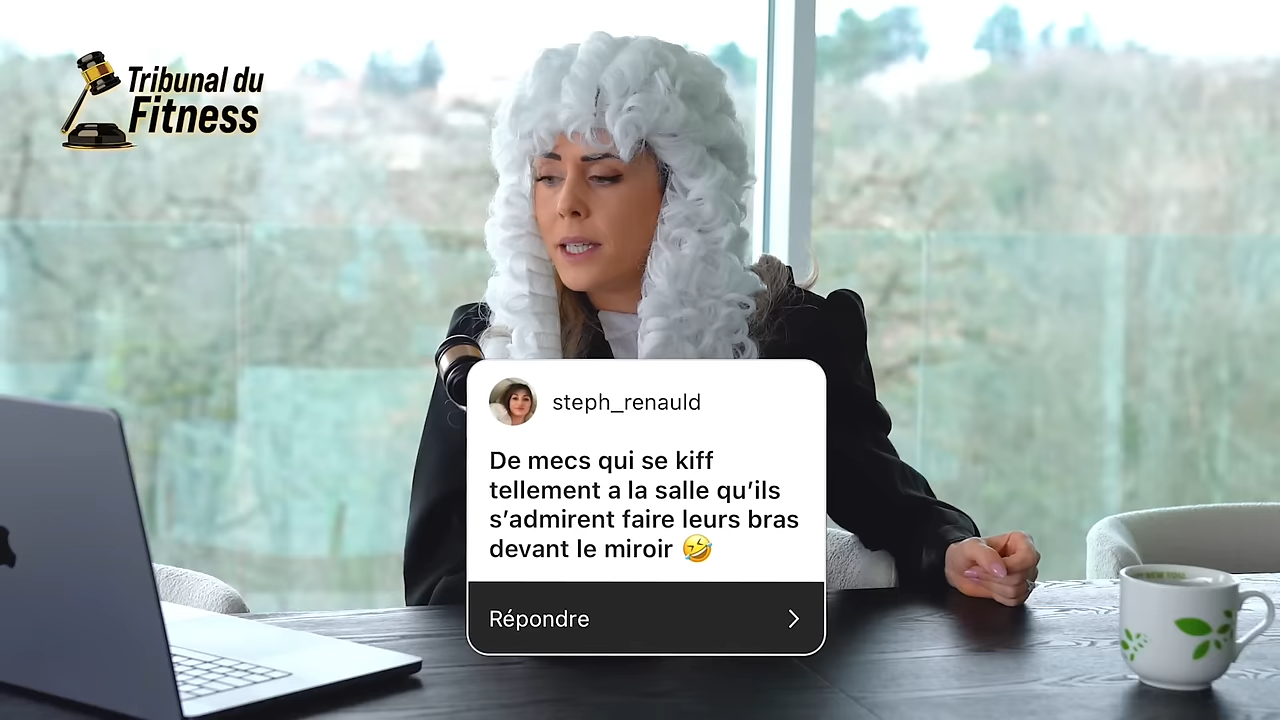 Tribunal du
Fitness
steph_renauld
De mecs qui se kiff
tellement a la salle qu’ils
s’admirent faire leurs bras
devant le miroir 🤣
Répondre